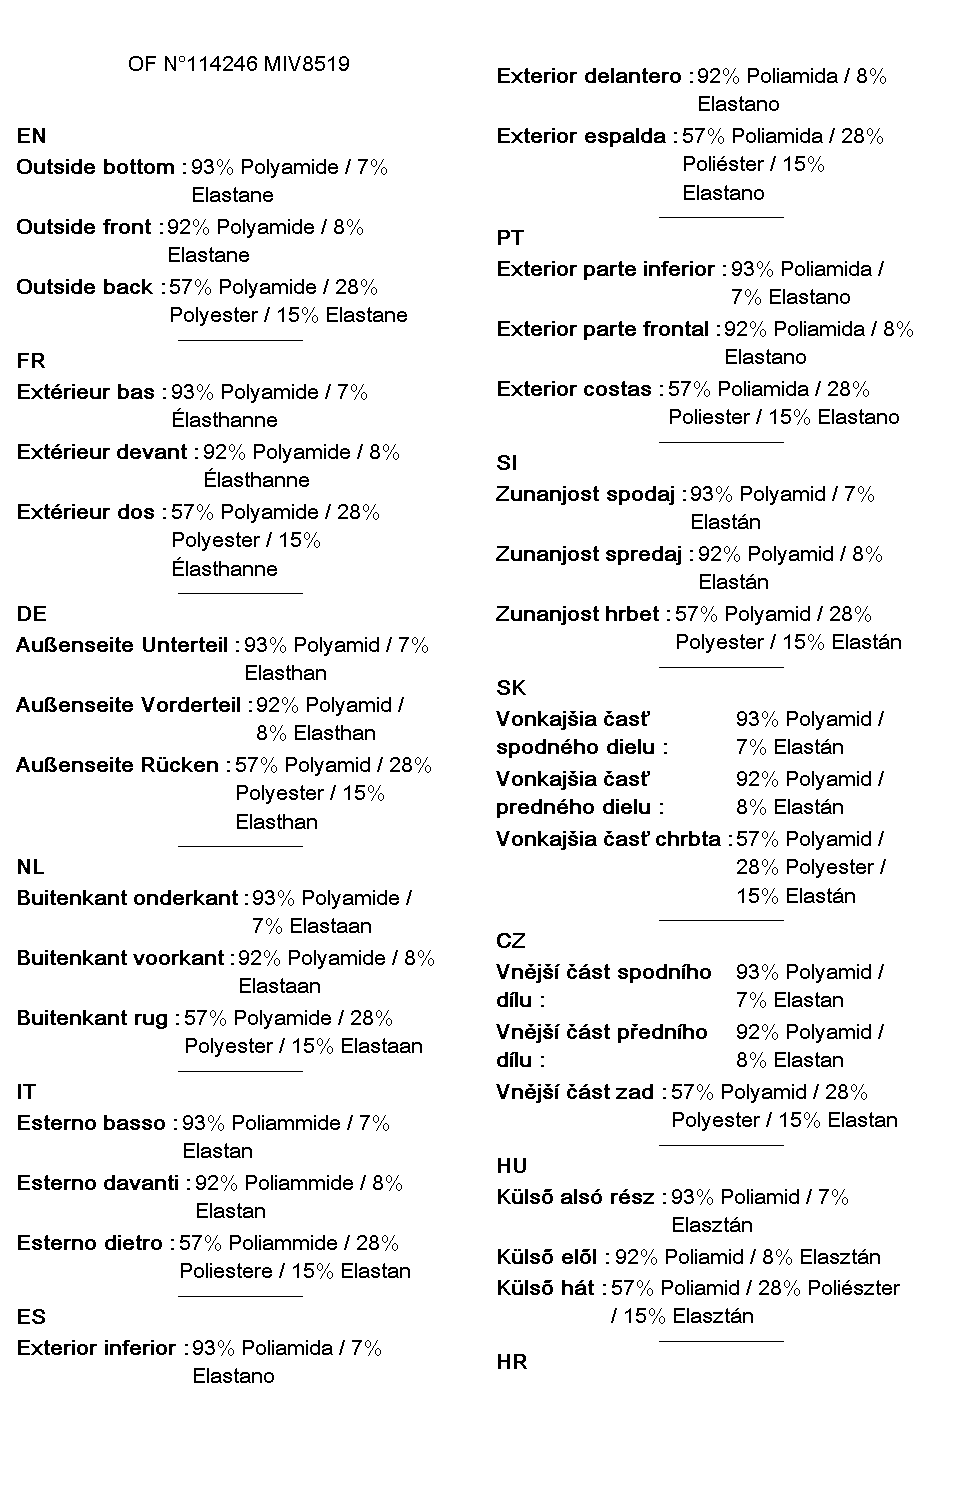 OF N°114246 MIV8519
EN
Outside bottom : 93% Polyamide / 7%
Elastane
Outside front : 92% Polyamide / 8%
Elastane
Outside back : 57% Polyamide / 28%
Polyester / 15% Elastane
FR
Extérieur bas : 93% Polyamide / 7%
Élasthanne
Extérieur devant : 92% Polyamide / 8%
Élasthanne
Extérieur dos : 57% Polyamide / 28%
Polyester / 15%
Élasthanne
DE
Außenseite Unterteil : 93% Polyamid / 7%
Elasthan
Außenseite Vorderteil : 92% Polyamid /
8% Elasthan
Außenseite Rücken : 57% Polyamid / 28%
Polyester / 15%
Elasthan
NL
Buitenkant onderkant : 93% Polyamide /
7% Elastaan
Buitenkant voorkant : 92% Polyamide / 8%
Elastaan
Buitenkant rug : 57% Polyamide / 28%
Polyester / 15% Elastaan
IT
Esterno basso : 93% Poliammide / 7%
Elastan
Esterno davanti : 92% Poliammide / 8%
Elastan
Esterno dietro : 57% Poliammide / 28%
Poliestere / 15% Elastan
ES
Exterior inferior : 93% Poliamida / 7%
Elastano
Exterior delantero : 92% Poliamida / 8%
Elastano
Exterior espalda : 57% Poliamida / 28%
Poliéster / 15%
Elastano
PT
Exterior parte inferior : 93% Poliamida /
7% Elastano
Exterior parte frontal : 92% Poliamida / 8%
Elastano
Exterior costas : 57% Poliamida / 28%
Poliester / 15% Elastano
SI
Zunanjost spodaj : 93% Polyamid / 7%
Elastán
Zunanjost spredaj : 92% Polyamid / 8%
Elastán
Zunanjost hrbet : 57% Polyamid / 28%
Polyester / 15% Elastán
SK
Vonkajšia časť 93% Polyamid /
spodného dielu : 7% Elastán
Vonkajšia časť 92% Polyamid /
predného dielu : 8% Elastán
Vonkajšia časť chrbta : 57% Polyamid /
28% Polyester /
15% Elastán
CZ
Vnější část spodního 93% Polyamid /
dílu : 7% Elastan
Vnější část předního 92% Polyamid /
dílu : 8% Elastan
Vnější část zad : 57% Polyamid / 28%
Polyester / 15% Elastan
HU
Külső alsó rész : 93% Poliamid / 7%
Elasztán
Külső elől : 92% Poliamid / 8% Elasztán
Külső hát : 57% Poliamid / 28% Poliészter
/ 15% Elasztán
HR